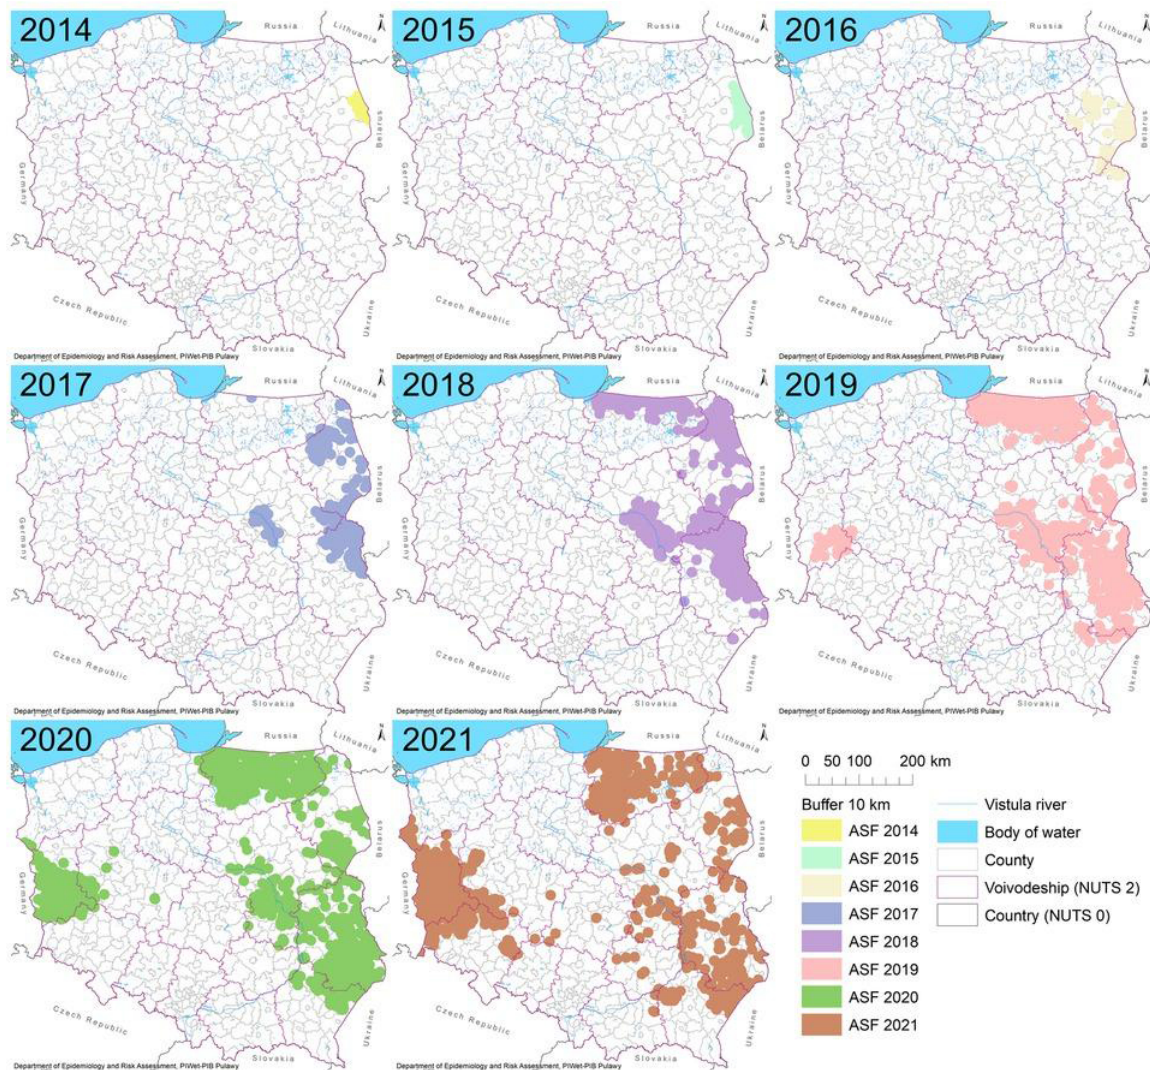 2014
Russia
Lithuania
N
Belarus
Germany
Ukraine
Czech Republic
Slovakia
Department of Epidemiology and Risk Assessment, PIWet-PIB Pulawy
2015
Russia
Lithuania
N
Belarus
Germany
Ukraine
Czech Republic
Slovakia
Department of Epidemiology and Risk Assessment, PIWet-PIB Pulawy
2016
Russia
Lithuania
N
Belarus
Germany
Ukraine
Czech Republic
Slovakia
Department of Epidemiology and Risk Assessment, PIWet-PIB Pulawy
2017
Russia
Lithuania
N
Belarus
Germany
Ukraine
Czech Republic
Slovakia
Department of Epidemiology and Risk Assessment, PIWet-PIB Pulawy
2018
Russia
Lithuania
N
Belarus
Germany
Ukraine
Czech Republic
Slovakia
Department of Epidemiology and Risk Assessment, PIWet-PIB Pulawy
2019
Russia
Lithuania
N
Belarus
Germany
Ukraine
Czech Republic
Slovakia
Department of Epidemiology and Risk Assessment, PIWet-PIB Pulawy
2020
Russia
Lithuania
N
Belarus
Germany
Ukraine
Czech Republic
Slovakia
Department of Epidemiology and Risk Assessment, PIWet-PIB Pulawy
2021
Russia
Lithuania
N
Belarus
Germany
Ukraine
Czech Republic
Slovakia
Department of Epidemiology and Risk Assessment, PIWet-PIB Pulawy
0 50 100 200 km
Buffer 10 km
ASF 2014
ASF 2015
ASF 2016
ASF 2017
ASF 2018
ASF 2019
ASF 2020
ASF 2021
Vistula river
Body of water
County
Voivodeship (NUTS 2)
Country (NUTS 0)